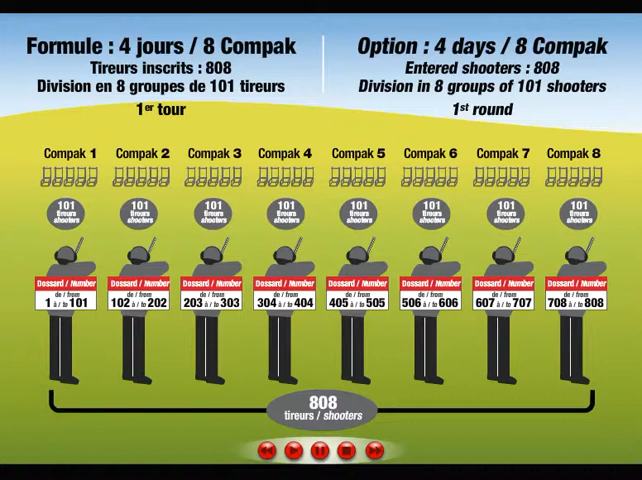 Formule : 4 jours / 8 Compak
Tireurs inscrits : 808
Division en 8 groupes de 101 tireurs
1er tour
Option : 4 days / 8 Compak
Entered shooters : 808
Division in 8 groups of 101 shooters
1st round
Compak 1 Compak 2 Compak 3 Compak 4 Compak 5 Compak 6 Compak 7 Compak 8
101 101 101 101 101 101 101 101
tireurs tireurs tireurs tireurs tireurs tireurs tireurs tireurs
shooters shooters shooters shooters shooters shooters shooters shooters
Dossard / Number Dossard / Number Dossard / Number Dossard / Number Dossard / Number Dossard / Number Dossard / Number Dossard / Number
de / from de / from de / from de / from de / from de / from de / from de / from
1 à / to 101 102 à / to 202 203 à / to 303 304 à / to 404 405 à / to 505 506 à / to 606 607 à / to 707 708 à / to 808
808
tireurs / shooters